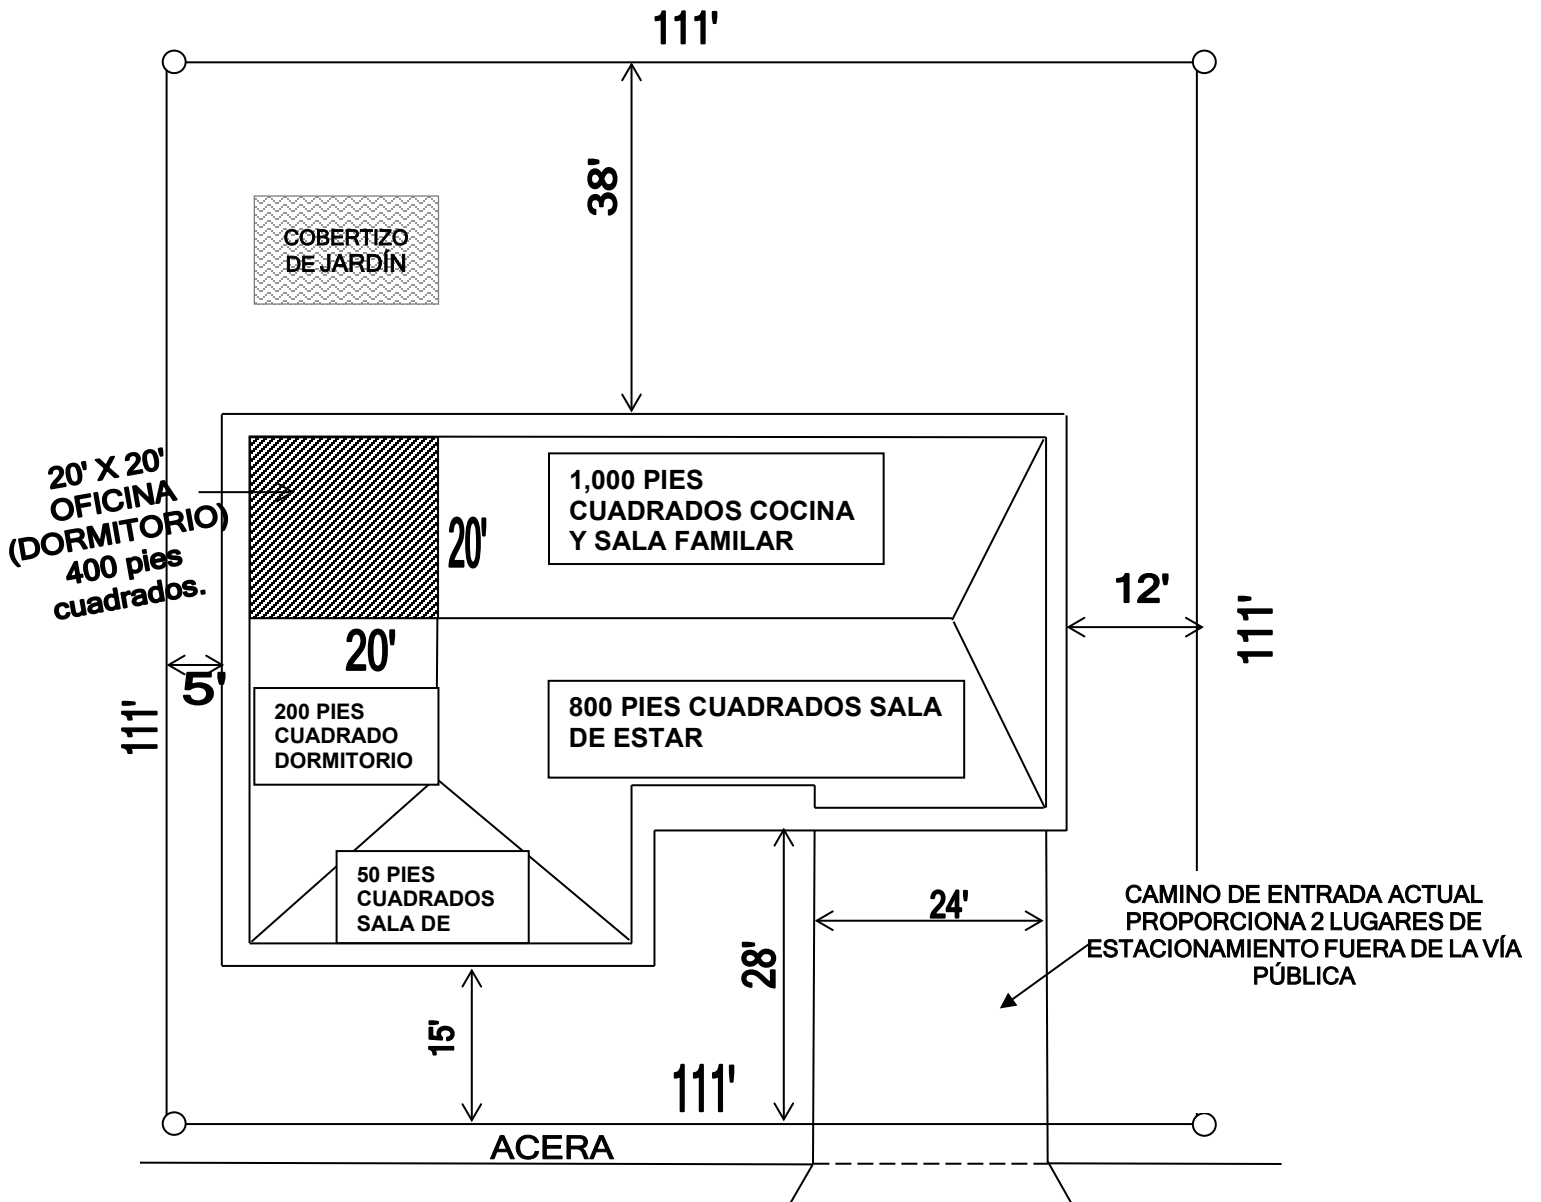 111'
38'
COBERTIZO
DE JARDÍN
20' X 20'
OFICINA
(DORMITORIO)
400 pies
cuadrados.
20'
1,000 PIES
CUADRADOS COCINA
Y SALA FAMILAR
12'
111'
20'
5'
111'
200 PIES
CUADRADO
DORMITORIO
800 PIES CUADRADOS SALA
DE ESTAR
50 PIES
CUADRADOS
SALA DE
24'
28'
CAMINO DE ENTRADA ACTUAL
PROPORCIONA 2 LUGARES DE
ESTACIONAMIENTO FUERA DE LA VÍA
PÚBLICA
15'
111'
ACERA